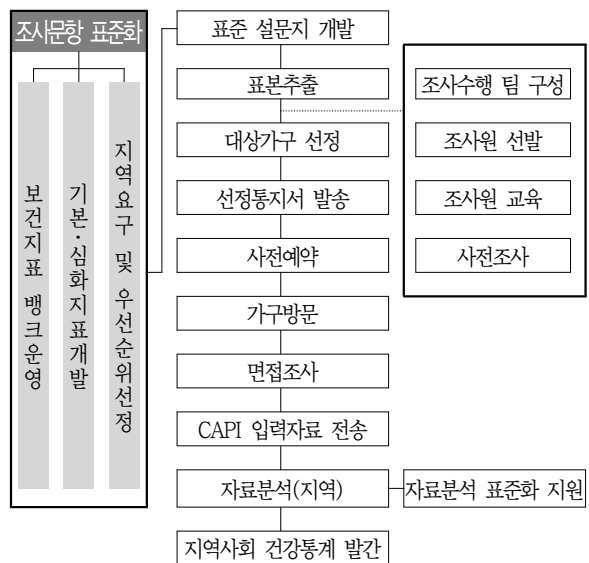 조사문항 표준화
보건지표 뱅크운영
기본·심화지표개발
지역요구 및 우선순위선정
표준 설문지 개발
표본추출
대상가구 선정
선정통지서 발송
사전예약
가구방문
면접조사
CAPI 입력자료 전송
자료분석(지역)
지역사회 건강통계 발간
조사수행 팀 구성
조사원 선발
조사원 교육
사전조사
자료분석 표준화 지원